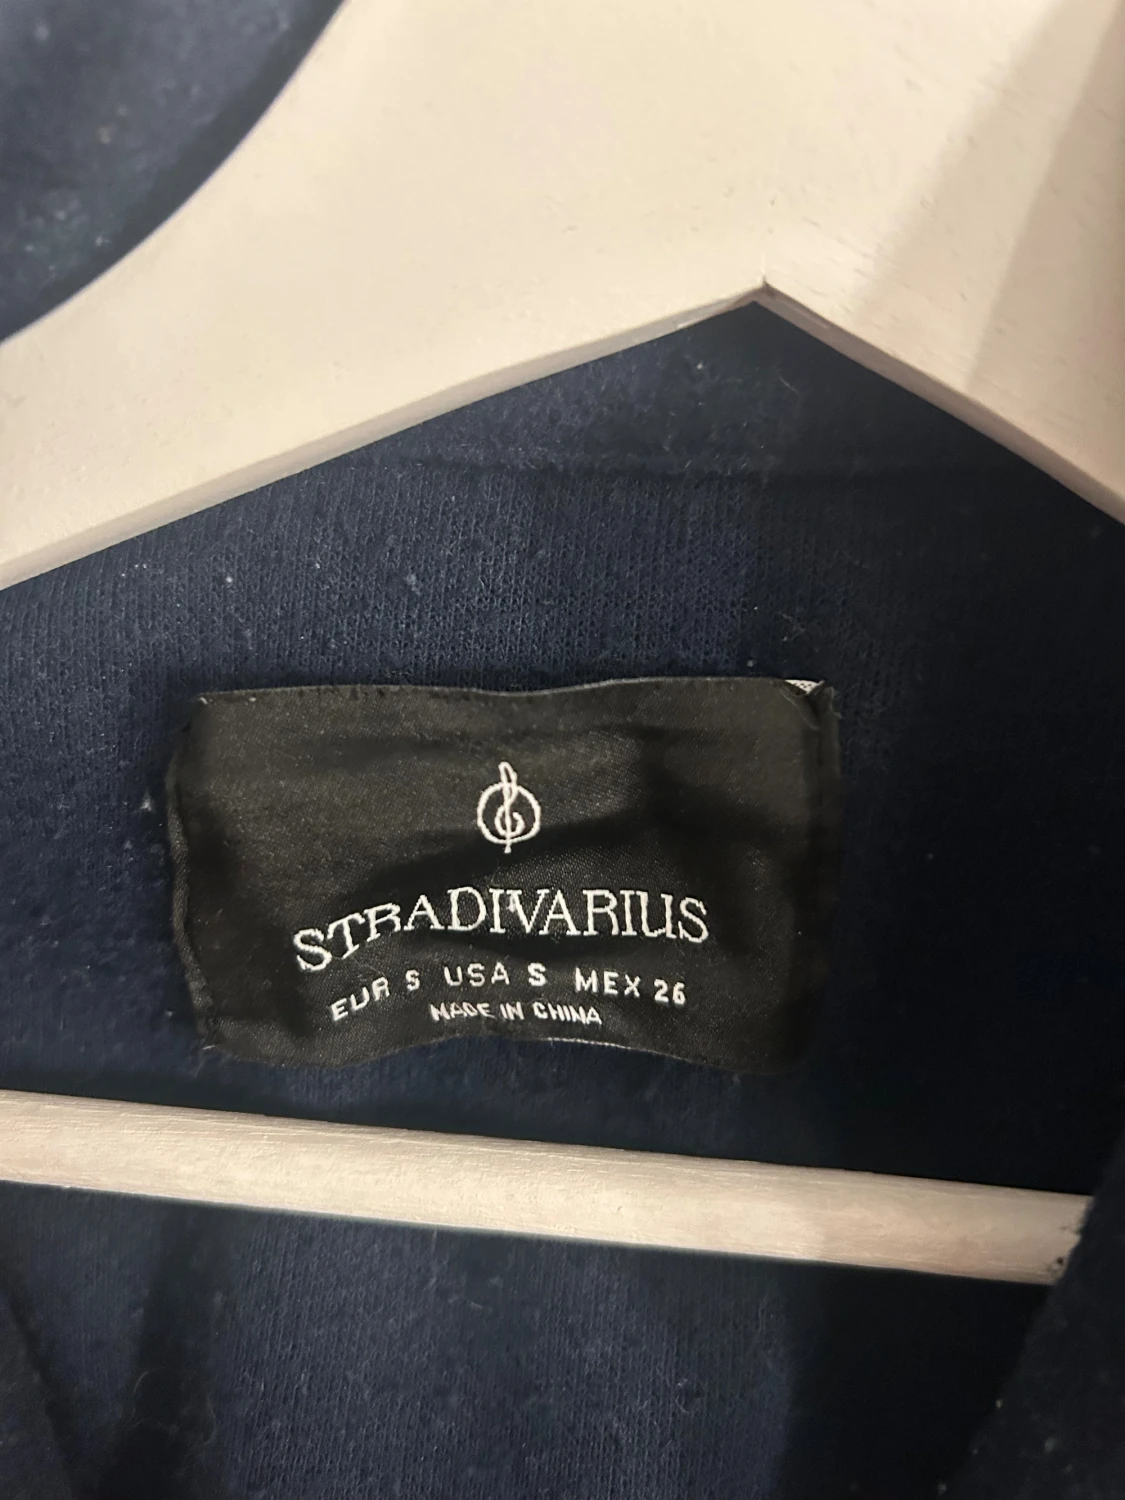 STRADIVARIUS
EUR S USA S MEX 26
MADE IN CHINA